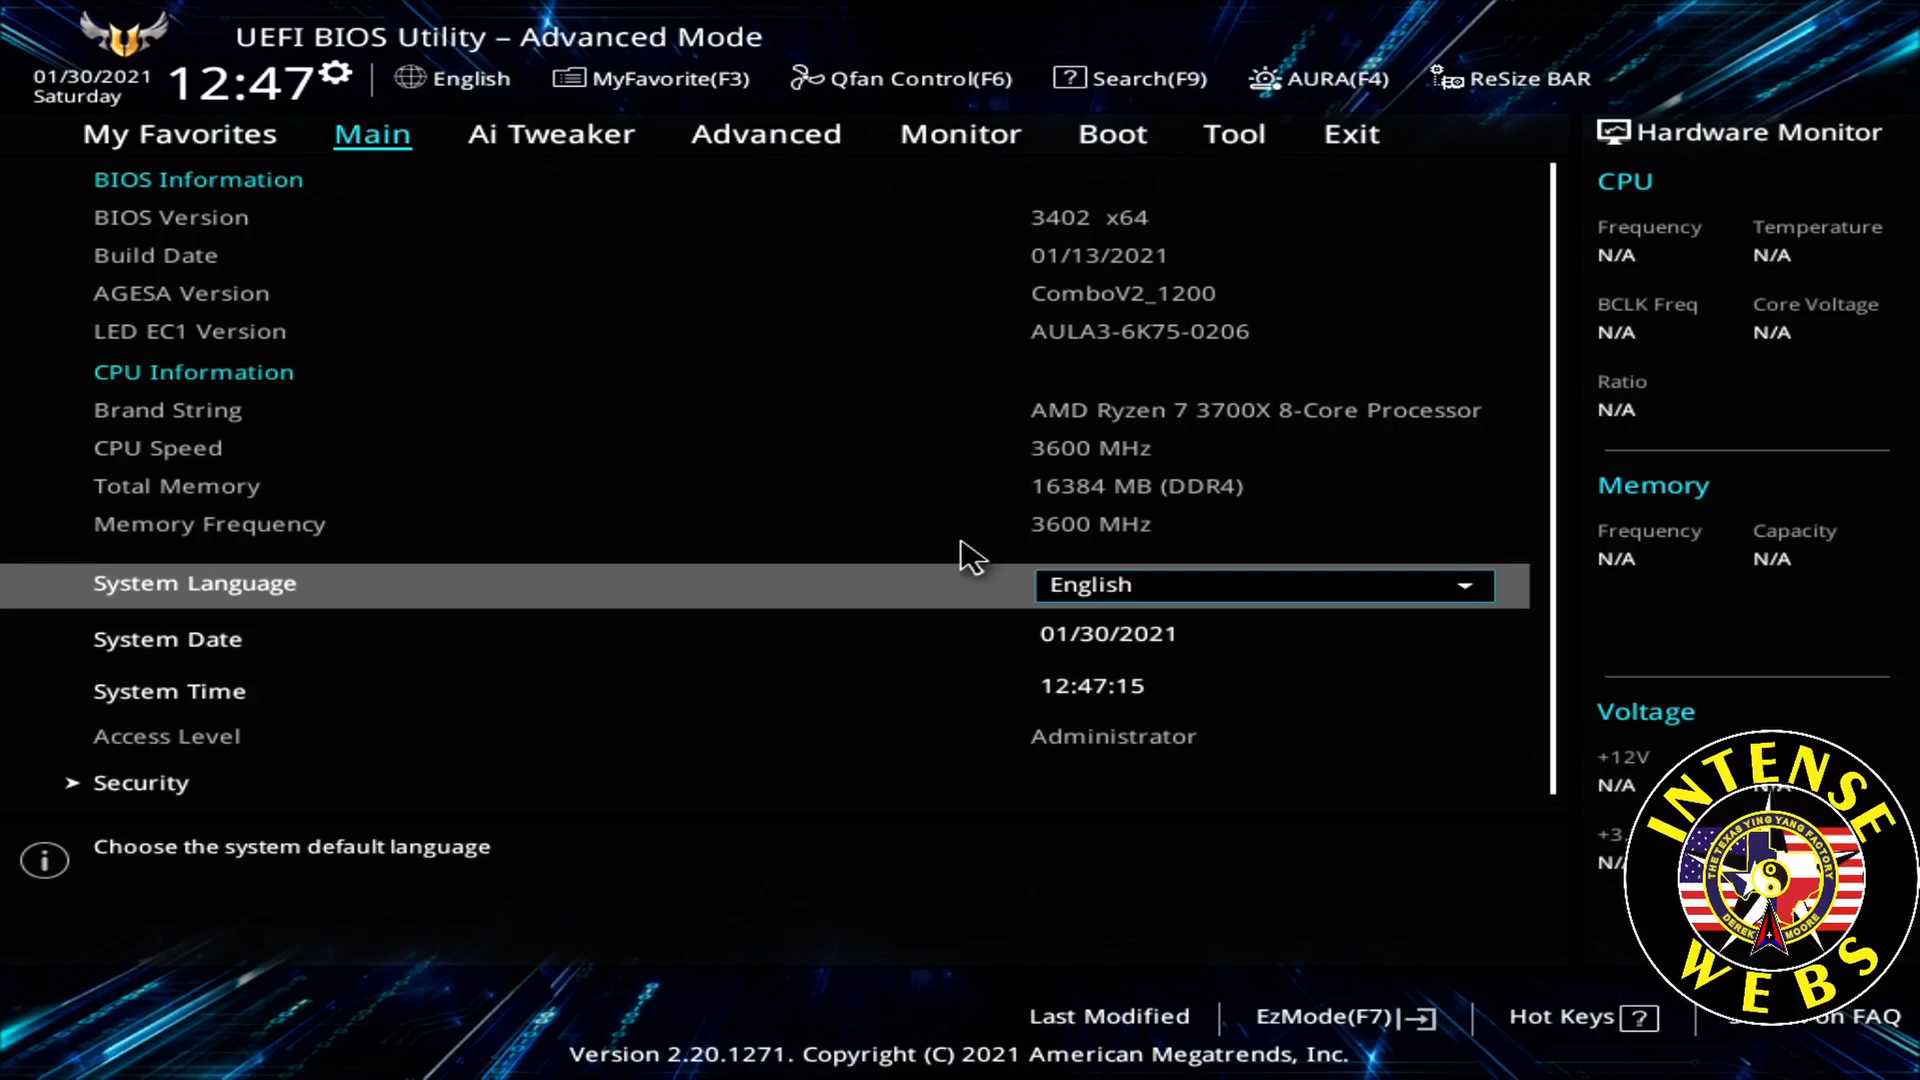 UEFI BIOS Utility – Advanced Mode
01/30/2021
Saturday
12:47
English
MyFavorite(F3)
Qfan Control(F6)
? Search(F9)
AURA(F4)
ReSize BAR
My Favorites Main Ai Tweaker Advanced Monitor Boot Tool Exit
BIOS Information
BIOS Version 3402 x64
Build Date 01/13/2021
AGESA Version ComboV2_1200
LED EC1 Version AULA3-6K75-0206
CPU Information
Brand String AMD Ryzen 7 3700X 8-Core Processor
CPU Speed 3600 MHz
Total Memory 16384 MB (DDR4)
Memory Frequency 3600 MHz
System Language English
System Date 01/30/2021
System Time 12:47:15
Access Level Administrator
Security
Choose the system default language
Hardware Monitor
CPU
Frequency Temperature
N/A N/A
BCLK Freq Core Voltage
N/A N/A
Ratio
N/A
Memory
Frequency Capacity
N/A N/A
Voltage
+12V
N/A
+3.
N/
INTENSE
THE TEXAS YING YANG FACTORY
DEREK MOORE
WEBS
Last Modified
EzMode(F7)
Hot Keys ?
on FAQ
Version 2.20.1271. Copyright (C) 2021 American Megatrends, Inc.